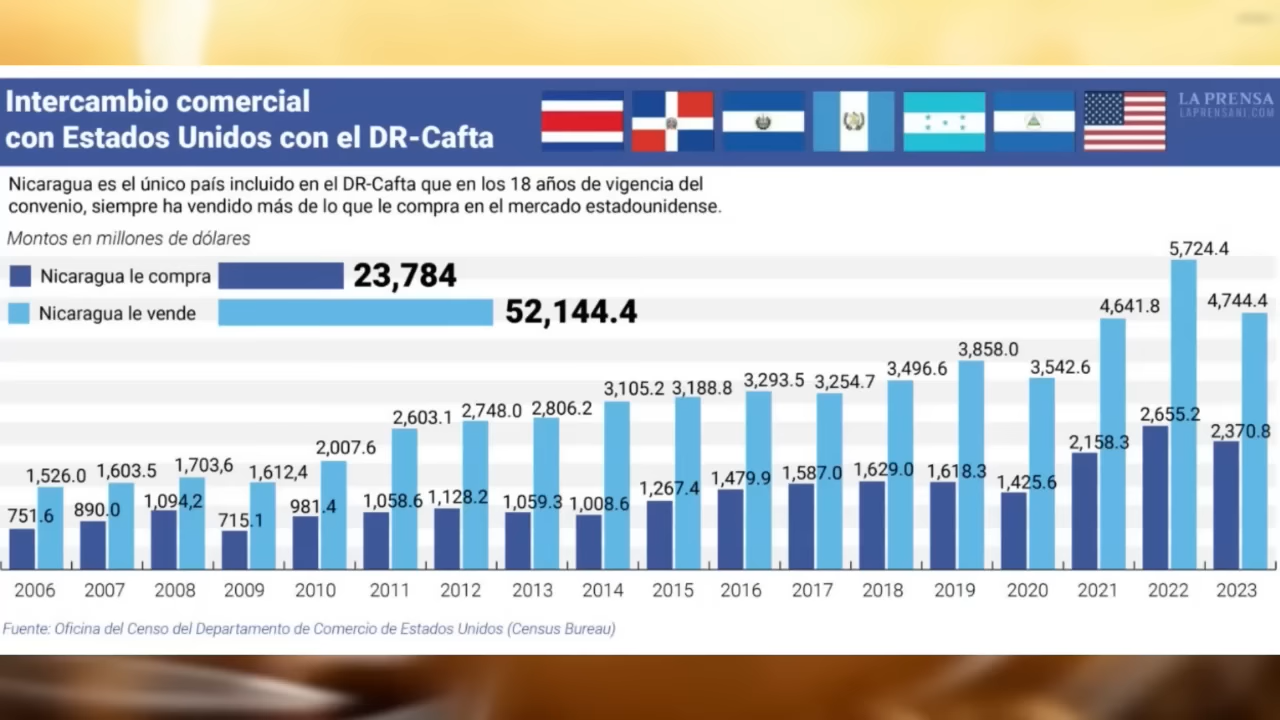 Intercambio comercial
con Estados Unidos con el DR-Cafta
LA PRENSA
LAPRENSANI.COM
Nicaragua es el único país incluido en el DR-Cafta que en los 18 años de vigencia del
convenio, siempre ha vendido más de lo que le compra en el mercado estadounidense.
Montos en millones de dólares
Nicaragua le compra 23,784
Nicaragua le vende 52,144.4
751.6 1,526.0
890.0 1,603.5
1,094,2 1,703,6
715.1 1,612,4
981.4 2,007.6
1,058.6 2,603.1
1,128.2 2,748.0
1,059.3 2,806.2
1,008.6 3,105.2
1,267.4 3,188.8
1,479.9 3,293.5
1,587.0 3,254.7
1,629.0 3,496.6
1,618.3 3,858.0
1,425.6 3,542.6
2,158.3 4,641.8
2,655.2 5,724.4
2,370.8 4,744.4
2006 2007 2008 2009 2010 2011 2012 2013 2014 2015 2016 2017 2018 2019 2020 2021 2022 2023
Fuente: Oficina del Censo del Departamento de Comercio de Estados Unidos (Census Bureau)